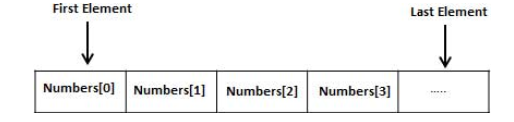 First Element Last Element
Numbers[0] Numbers[1] Numbers[2] Numbers[3] .....